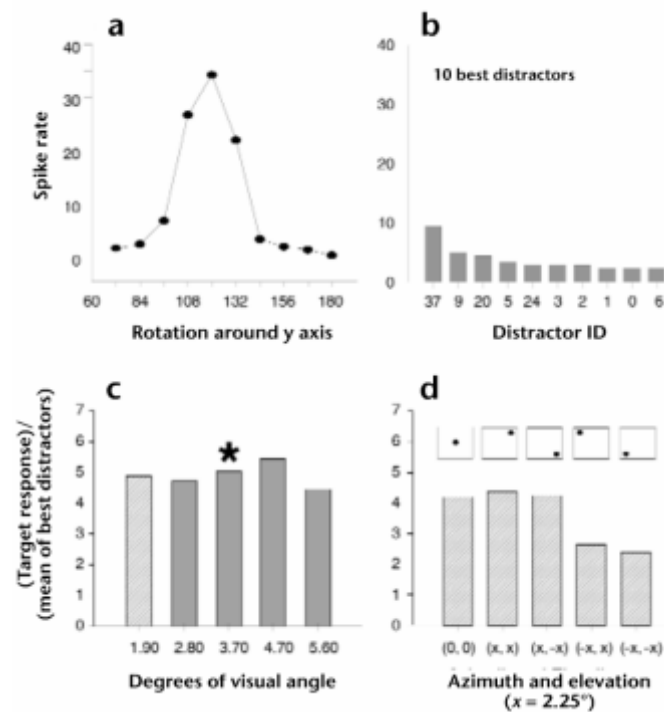 a
Spike rate
40
30
20
10
0
60 84 108 132 156 180
Rotation around y axis
b
10 best distractors
40
30
20
10
0
37 9 20 5 24 3 2 1 0 6
Distractor ID
c
(Target response)/
(mean of best distractors)
7
6
5
4
3
2
1
0
1.90 2.80 3.70 4.70 5.60
Degrees of visual angle
d
7
6
5
4
3
2
1
0
(0, 0) (x, x) (x, -x) (-x, x) (-x, -x)
Azimuth and elevation
(x = 2.25°)